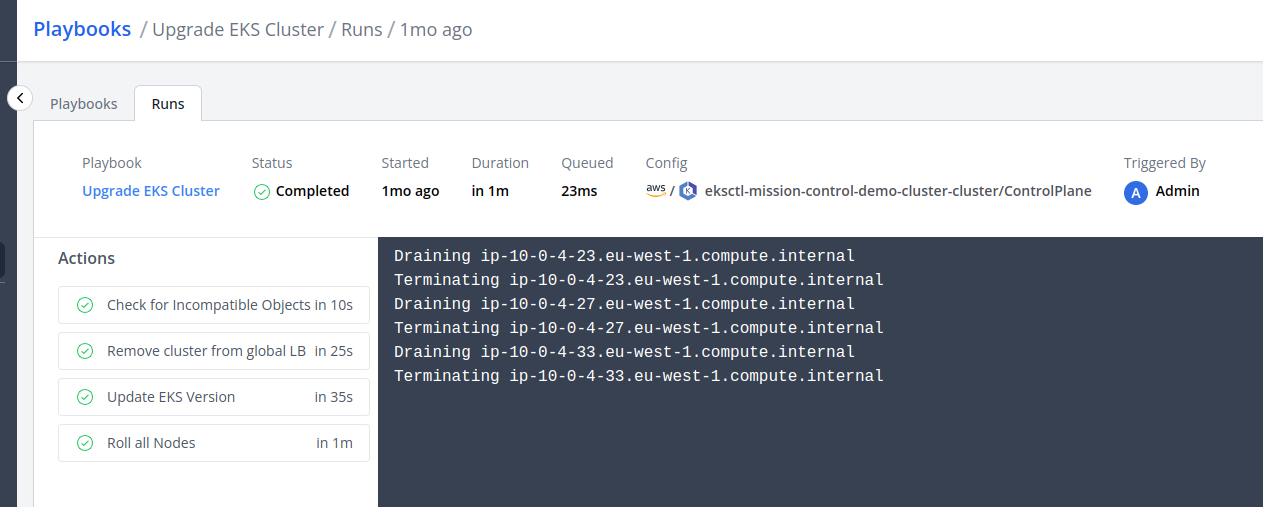 Playbooks / Upgrade EKS Cluster / Runs / 1mo ago
Playbooks Runs
Playbook Status Started Duration Queued Config Triggered By
Upgrade EKS Cluster Completed 1mo ago in 1m 23ms aws / K eksctl-mission-control-demo-cluster-cluster/ControlPlane A Admin
Actions
Check for Incompatible Objects in 10s
Remove cluster from global LB in 25s
Update EKS Version in 35s
Roll all Nodes in 1m
Draining ip-10-0-4-23.eu-west-1.compute.internal
Terminating ip-10-0-4-23.eu-west-1.compute.internal
Draining ip-10-0-4-27.eu-west-1.compute.internal
Terminating ip-10-0-4-27.eu-west-1.compute.internal
Draining ip-10-0-4-33.eu-west-1.compute.internal
Terminating ip-10-0-4-33.eu-west-1.compute.internal